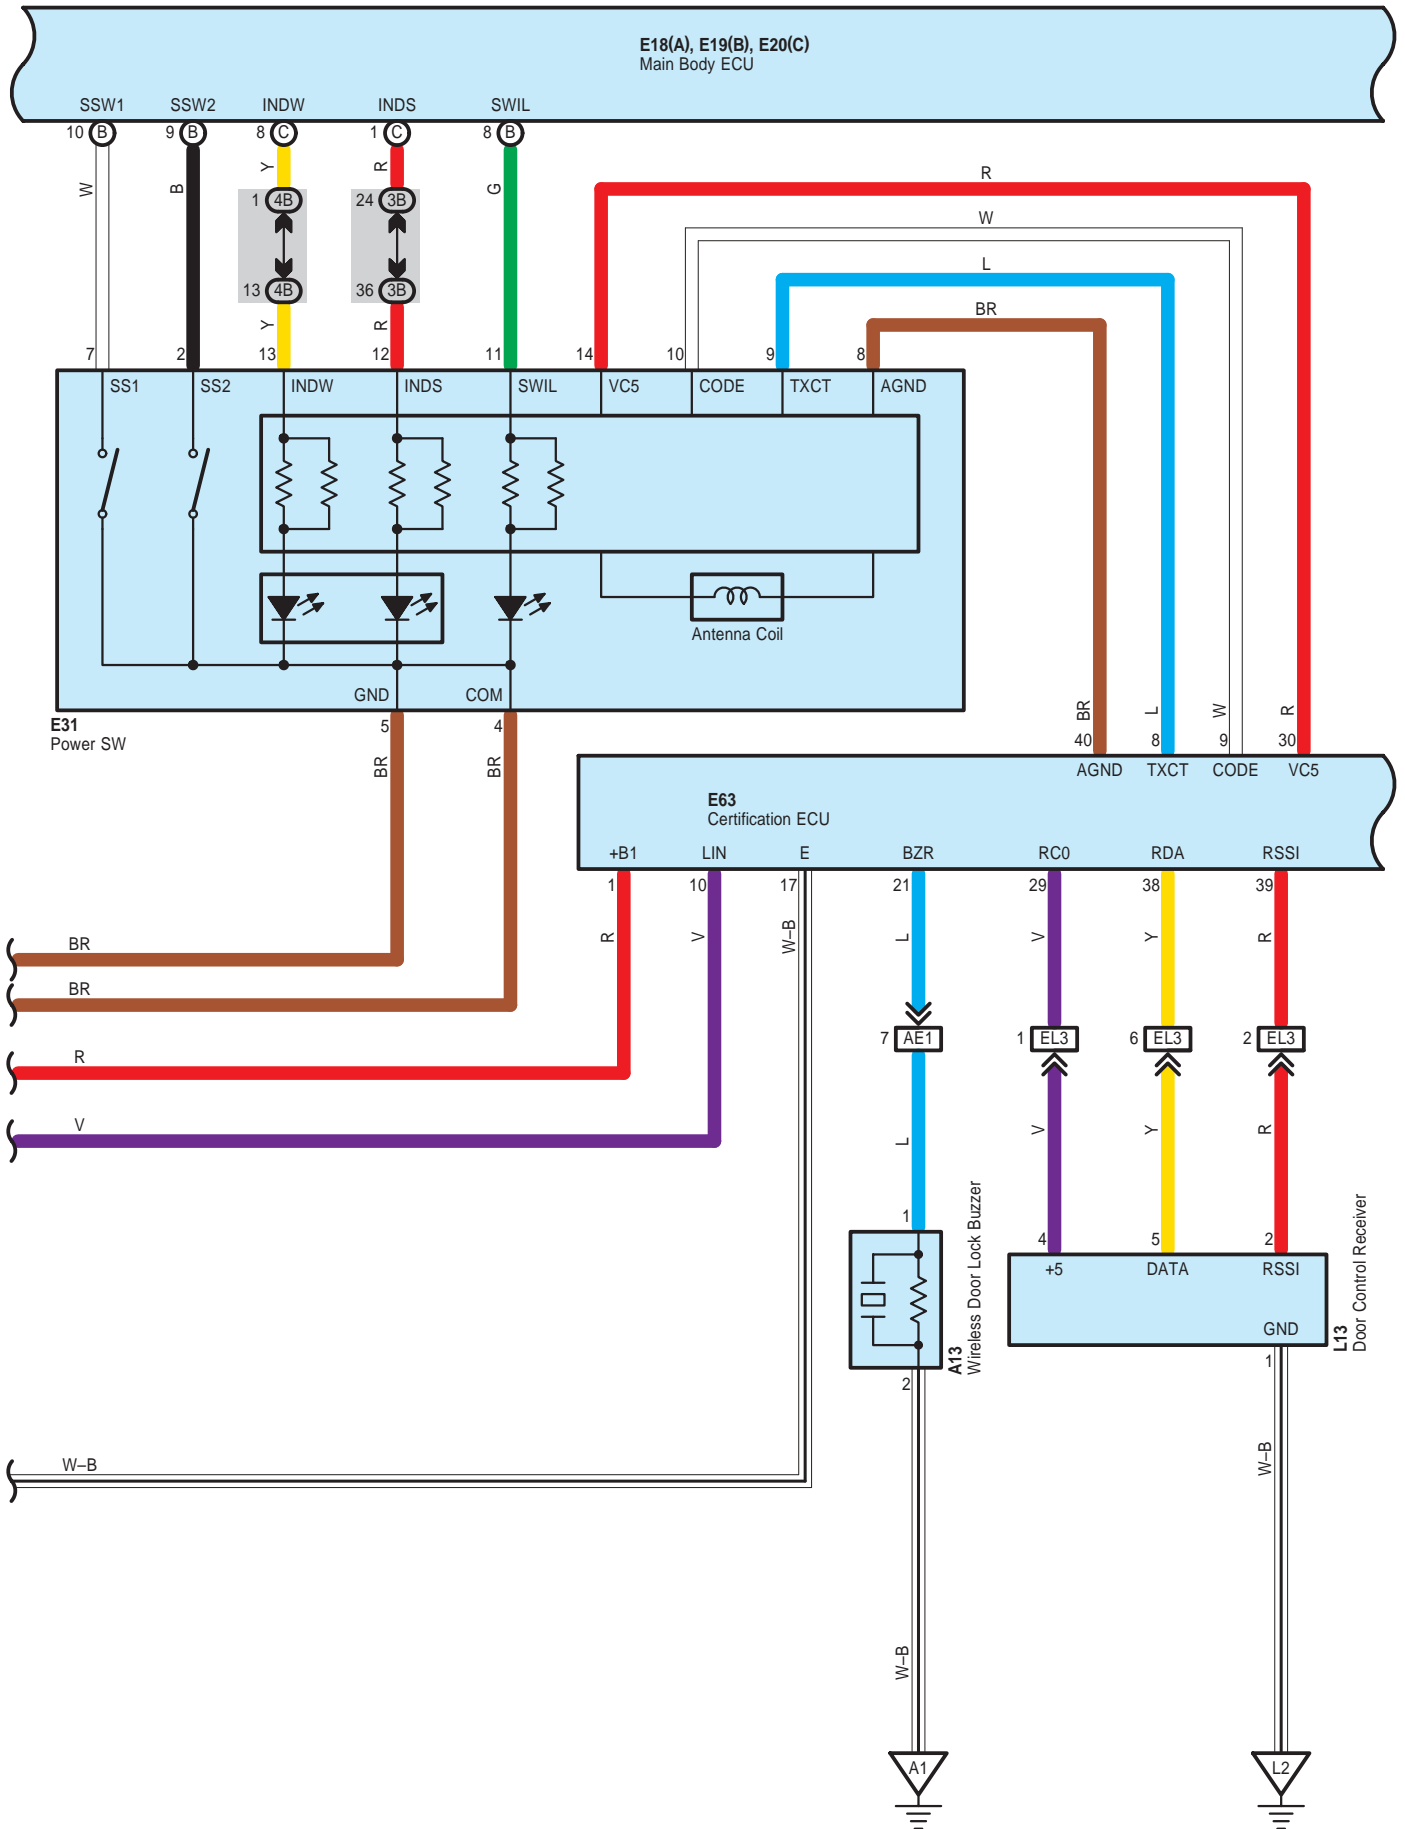 E18(A), E19(B), E20(C)
Main Body ECU
SSW1 SSW2 INDW INDS SWIL
10 B 9 B 8 C 1 C 8 B
W B Y R G
1 4B 24 3B
13 4B 36 3B
Y R
R
W
L
BR
7 2 13 12 11 14 10 9 8
SS1 SS2 INDW INDS SWIL VC5 CODE TXCT AGND
Antenna Coil
GND COM
E31
Power SW
5 4
BR BR
BR L W R
40 8 9 30
AGND TXCT CODE VC5
E63
Certification ECU
+B1 LIN E BZR RC0 RDA RSSI
1 10 17 21 29 38 39
R V W–B L V Y R
BR
BR
R
V
7 AE1 1 EL3 6 EL3 2 EL3
L V Y R
1 4 5 2
+5 DATA RSSI
GND
A13
Wireless Door Lock Buzzer
L13
Door Control Receiver
2 1
W–B
W–B
W–B
A1 L2